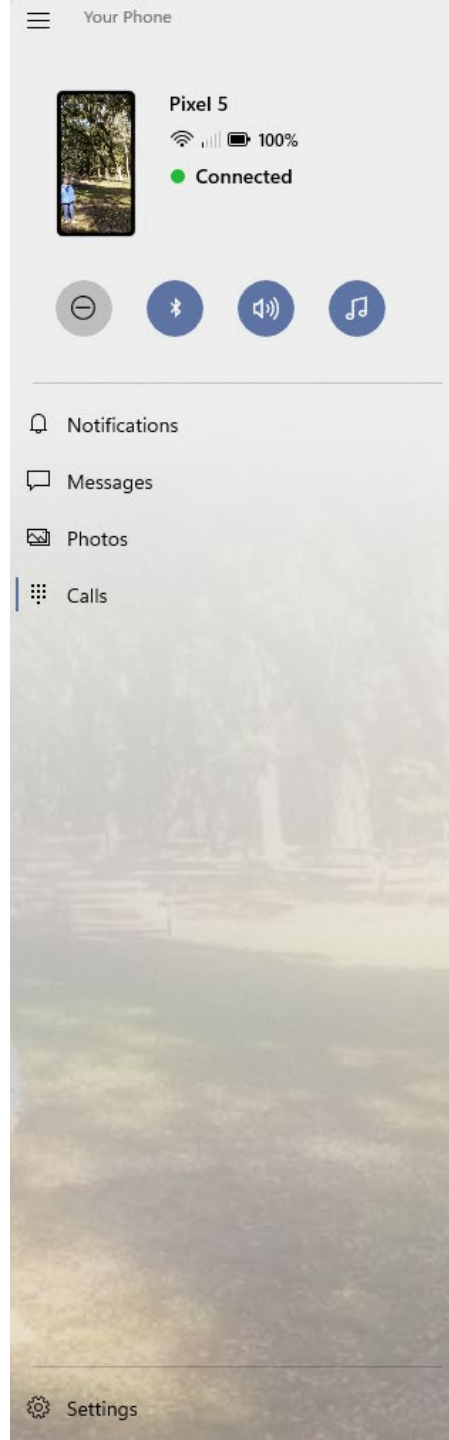 Your Phone
Pixel 5
100%
Connected
Notifications
Messages
Photos
Calls
Settings